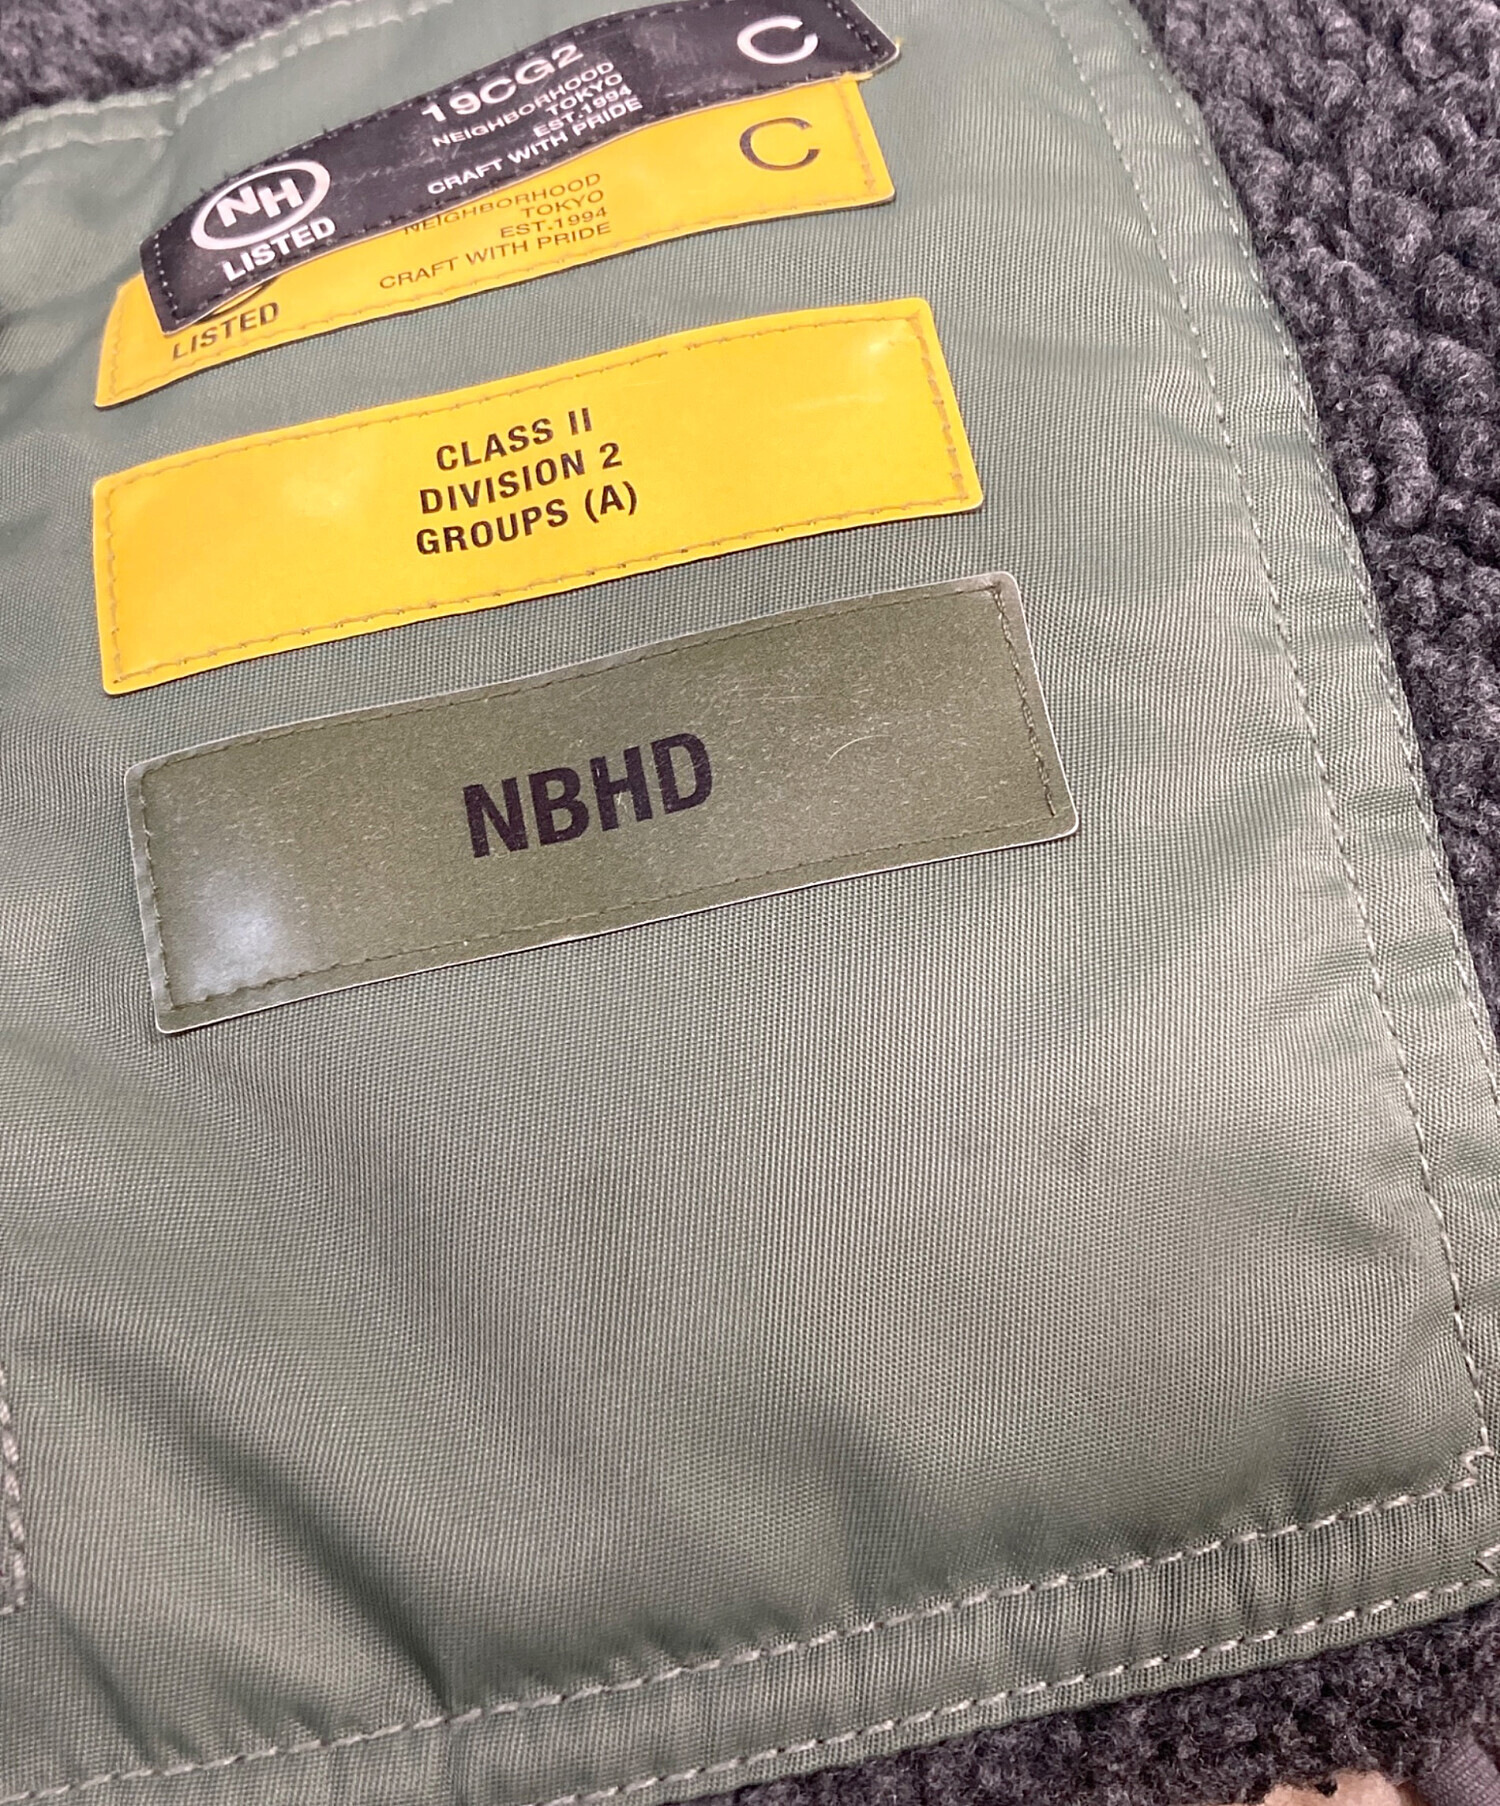 19CG2
NEIGHBORHOOD
TOKYO
EST.1994
CRAFT WITH PRIDE
C
NH
LISTED
NEIGHBORHOOD
TOKYO
EST.1994
CRAFT WITH PRIDE
C
LISTED
CLASS II
DIVISION 2
GROUPS (A)
NBHD